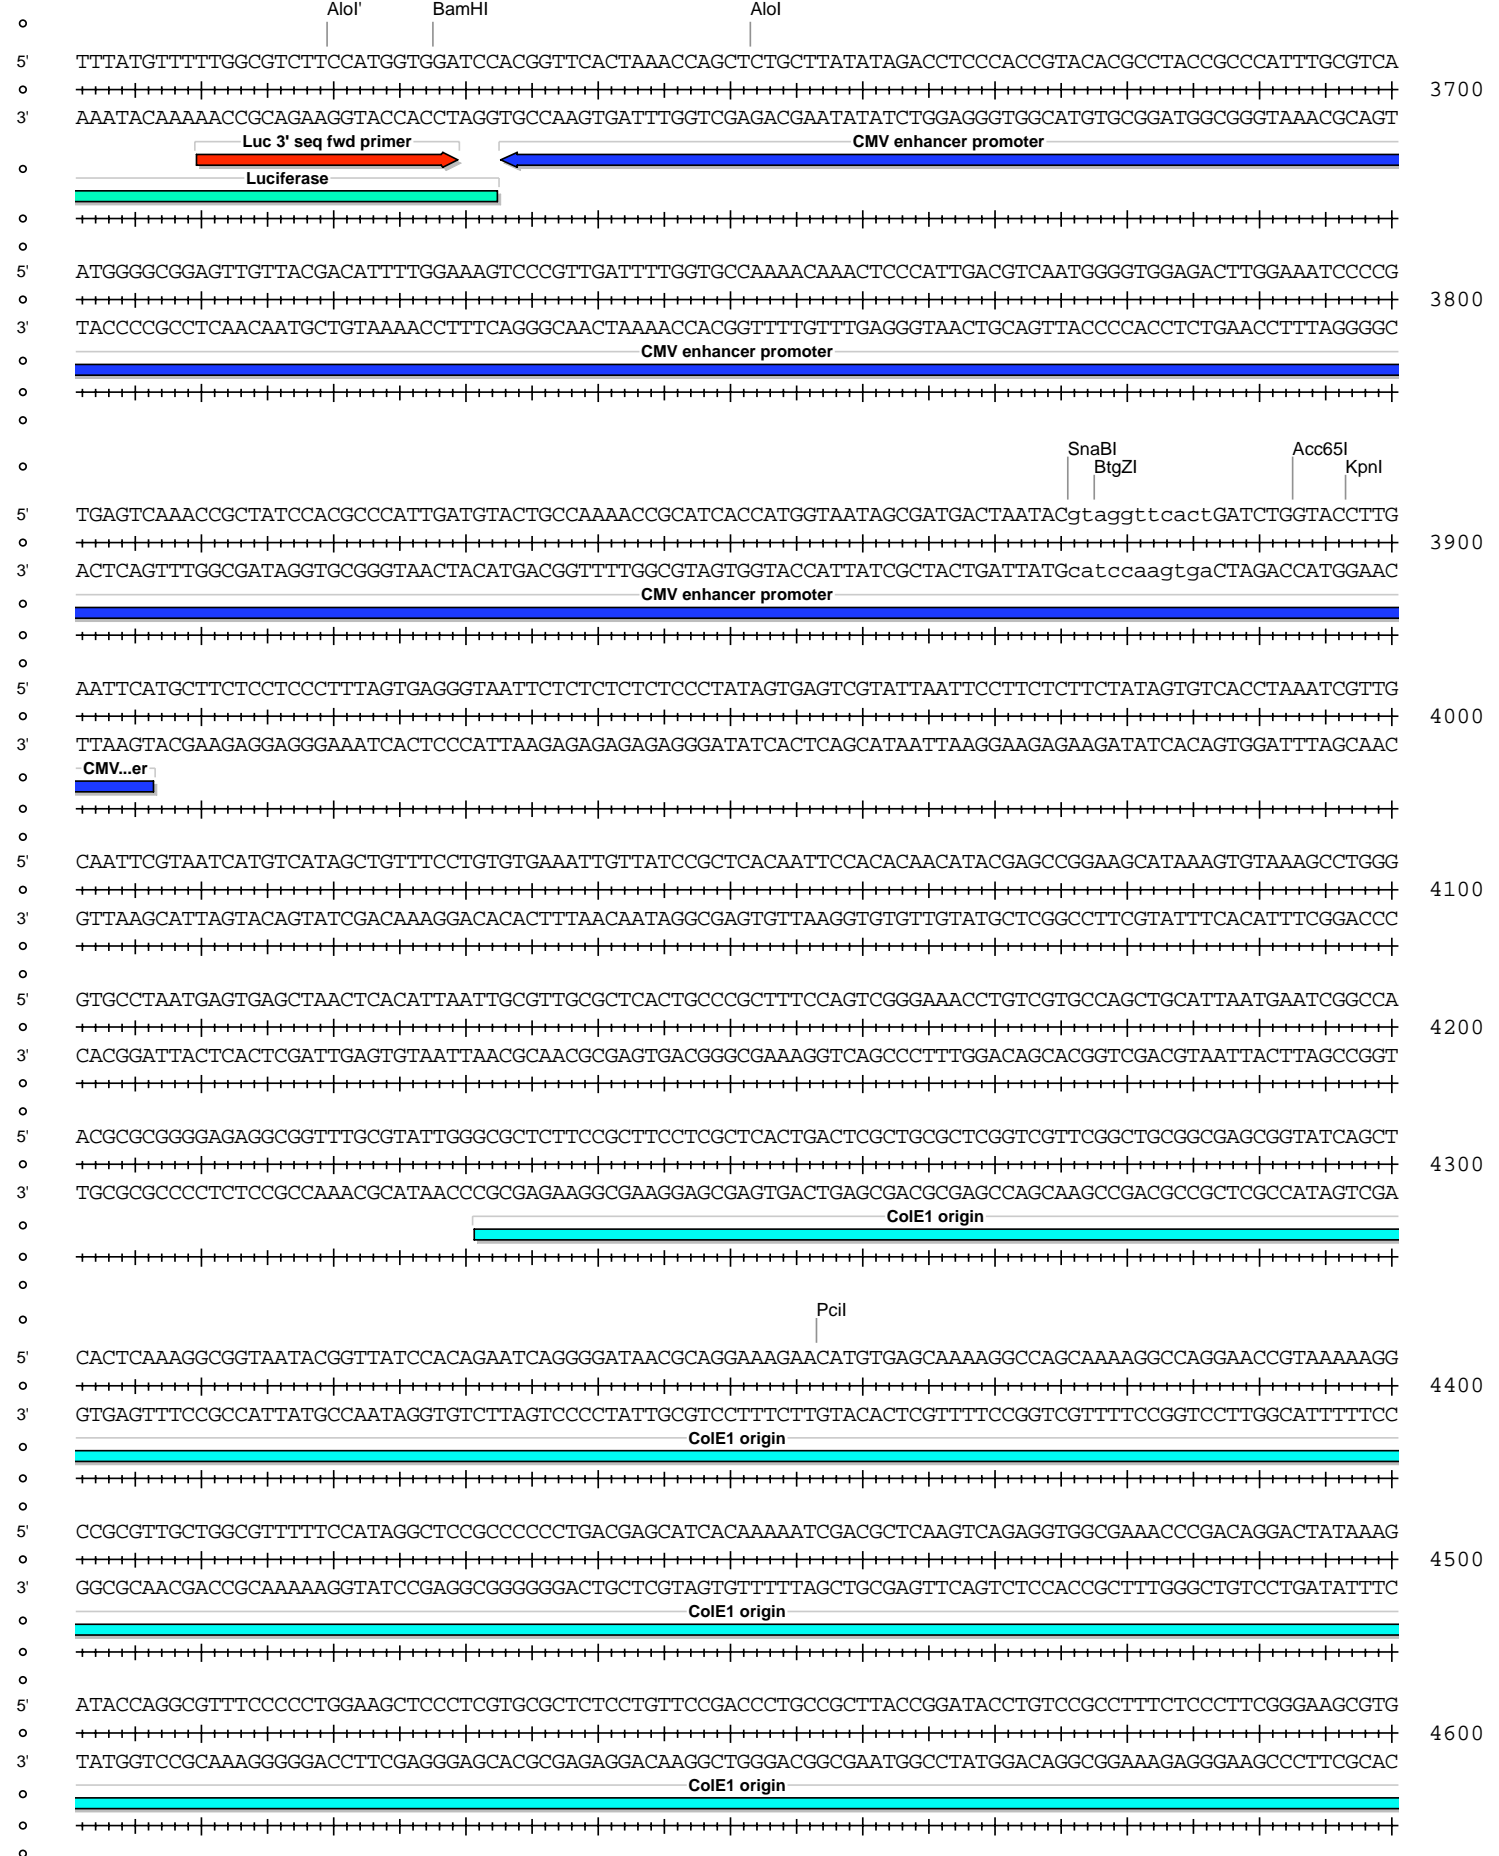 AloI' BamHI AloI
5' TTTATGTTTTTGGCGTCTTCCATGGTGGATCCACGGTTCACTAAACCAGCTCTGCTTATATAGACCTCCCACCGTACACGCCTACCGCCCATTTGCGTCA
3700
3' AAATACAAAAACCGCAGAAGGTACCACCTAGGTGCCAAGTGATTTGGTCGAGACGAATATATCTGGAGGGTGGCATGTGCGGATGGCGGGTAAACGCAGT
Luc 3' seq fwd primer CMV enhancer promoter
Luciferase
5' ATGGGGCGGAGTTGTTACGACATTTTGGAAAGTCCCGTTGATTTTGGTGCCAAAACAAACTCCCATTGACGTCAATGGGGTGGAGACTTGGAAATCCCCG
3800
3' TACCCCGCCTCAACAATGCTGTAAAACCTTTCAGGGCAACTAAAACCACGGTTTTGTTTGAGGGTAACTGCAGTTACCCCACCTCTGAACCTTTAGGGGC
CMV enhancer promoter
SnaBI Acc65I
BtgZI KpnI
5' TGAGTCAAACCGCTATCCACGCCCATTGATGTACTGCCAAAACCGCATCACCATGGTAATAGCGATGACTAATACgtaggttcactGATCTGGTACCTTG
3900
3' ACTCAGTTTGGCGATAGGTGCGGGTAACTACATGACGGTTTTGGCGTAGTGGTACCATTATCGCTACTGATTATGcatccaagtgaCTAGACCATGGAAC
CMV enhancer promoter
5' AATTCATGCTTCTCCTCCCTTTAGTGAGGGTAATTCTCTCTCTCTCCCTATAGTGAGTCGTATTAATTCCTTCTCTTCTATAGTGTCACCTAAATCGTTG
4000
3' TTAAGTACGAAGAGGAGGGAAATCACTCCCATTAAGAGAGAGAGAGGGATATCACTCAGCATAATTAAGGAAGAGAAGATATCACAGTGGATTTAGCAAC
CMV...er
5' CAATTCGTAATCATGTCATAGCTGTTTCCTGTGTGAAATTGTTATCCGCTCACAATTCCACACAACATACGAGCCGGAAGCATAAAGTGTAAAGCCTGGG
4100
3' GTTAAGCATTAGTACAGTATCGACAAAGGACACACTTTAACAATAGGCGAGTGTTAAGGTGTGTTGTATGCTCGGCCTTCGTATTTCACATTTCGGACCC
5' GTGCCTAATGAGTGAGCTAACTCACATTAATTGCGTTGCGCTCACTGCCCGCTTTCCAGTCGGGAAACCTGTCGTGCCAGCTGCATTAATGAATCGGCCA
4200
3' CACGGATTACTCACTCGATTGAGTGTAATTAACGCAACGCGAGTGACGGGCGAAAGGTCAGCCCTTTGGACAGCACGGTCGACGTAATTACTTAGCCGGT
5' ACGCGCGGGGAGAGGCGGTTTGCGTATTGGGCGCTCTTCCGCTTCCTCGCTCACTGACTCGCTGCGCTCGGTCGTTCGGCTGCGGCGAGCGGTATCAGCT
4300
3' TGCGCGCCCCTCTCCGCCAAACGCATAACCCGCGAGAAGGCGAAGGAGCGAGTGACTGAGCGACGCGAGCCAGCAAGCCGACGCCGCTCGCCATAGTCGA
ColE1 origin
PciI
5' CACTCAAAGGCGGTAATACGGTTATCCACAGAATCAGGGGATAACGCAGGAAAGAACATGTGAGCAAAAGGCCAGCAAAAGGCCAGGAACCGTAAAAAGG
4400
3' GTGAGTTTCCGCCATTATGCCAATAGGTGTCTTAGTCCCCTATTGCGTCCTTTCTTGTACACTCGTTTTCCGGTCGTTTTCCGGTCCTTGGCATTTTTCC
ColE1 origin
5' CCGCGTTGCTGGCGTTTTTCCATAGGCTCCGCCCCCCTGACGAGCATCACAAAAATCGACGCTCAAGTCAGAGGTGGCGAAACCCGACAGGACTATAAAG
4500
3' GGCGCAACGACCGCAAAAAGGTATCCGAGGCGGGGGGACTGCTCGTAGTGTTTTTAGCTGCGAGTTCAGTCTCCACCGCTTTGGGCTGTCCTGATATTTC
ColE1 origin
5' ATACCAGGCGTTTCCCCCTGGAAGCTCCCTCGTGCGCTCTCCTGTTCCGACCCTGCCGCTTACCGGATACCTGTCCGCCTTTCTCCCTTCGGGAAGCGTG
4600
3' TATGGTCCGCAAAGGGGGACCTTCGAGGGAGCACGCGAGAGGACAAGGCTGGGACGGCGAATGGCCTATGGACAGGCGGAAAGAGGGAAGCCCTTCGCAC
ColE1 origin